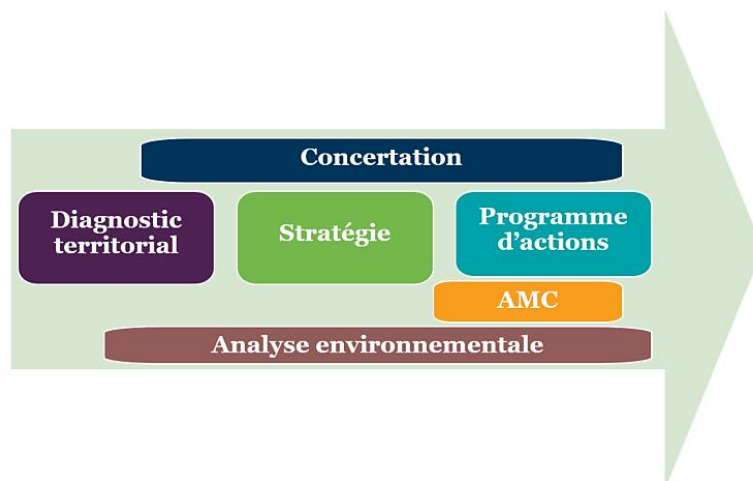 Concertation
Diagnostic
territorial
Stratégie
Programme
d’actions
AMC
Analyse environnementale